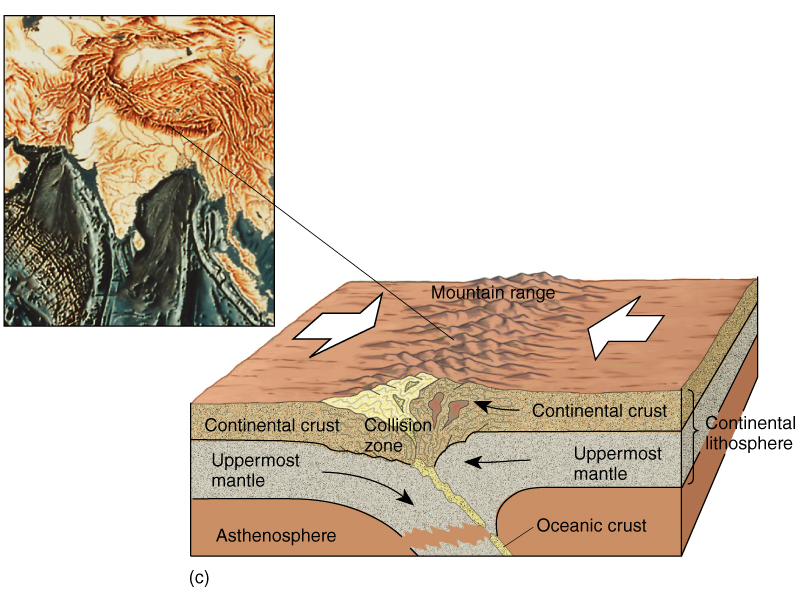 Mountain range
Continental crust
Continental crust
Collision
zone
Continental
lithosphere
Uppermost
mantle
Uppermost
mantle
Asthenosphere
Oceanic crust
(c)